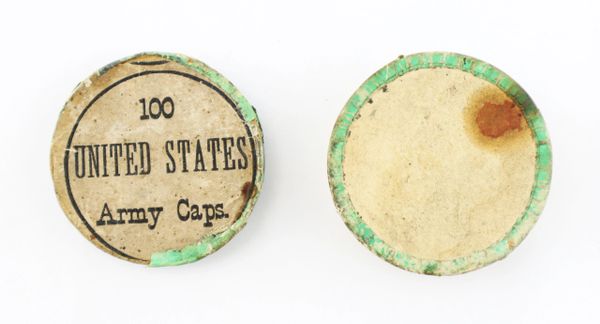 100
UNITED STATES
Army Caps.